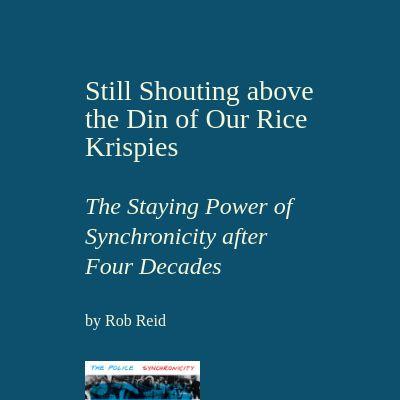 Still Shouting above
the Din of Our Rice
Krispies
The Staying Power of
Synchronicity after
Four Decades
by Rob Reid
THE POLICE SYNCHRONICITY